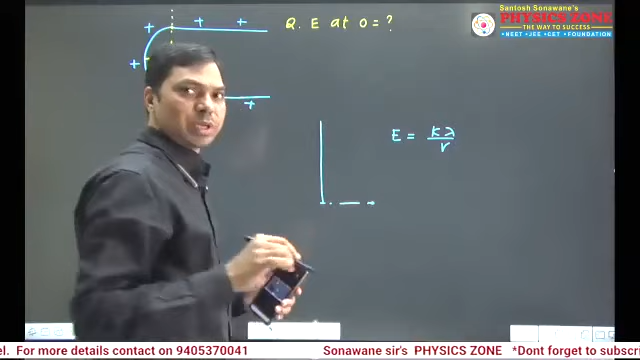 Santosh Sonawane's
PHYSICS ZONE
THE WAY TO SUCCESS
•NEET •JEE •CET •FOUNDATION
+ + +
Q. E at O = ?
+
+
E = kλ / r
el. For more details contact on 9405370041 Sonawane sir's PHYSICS ZONE *Dont forget to subscr